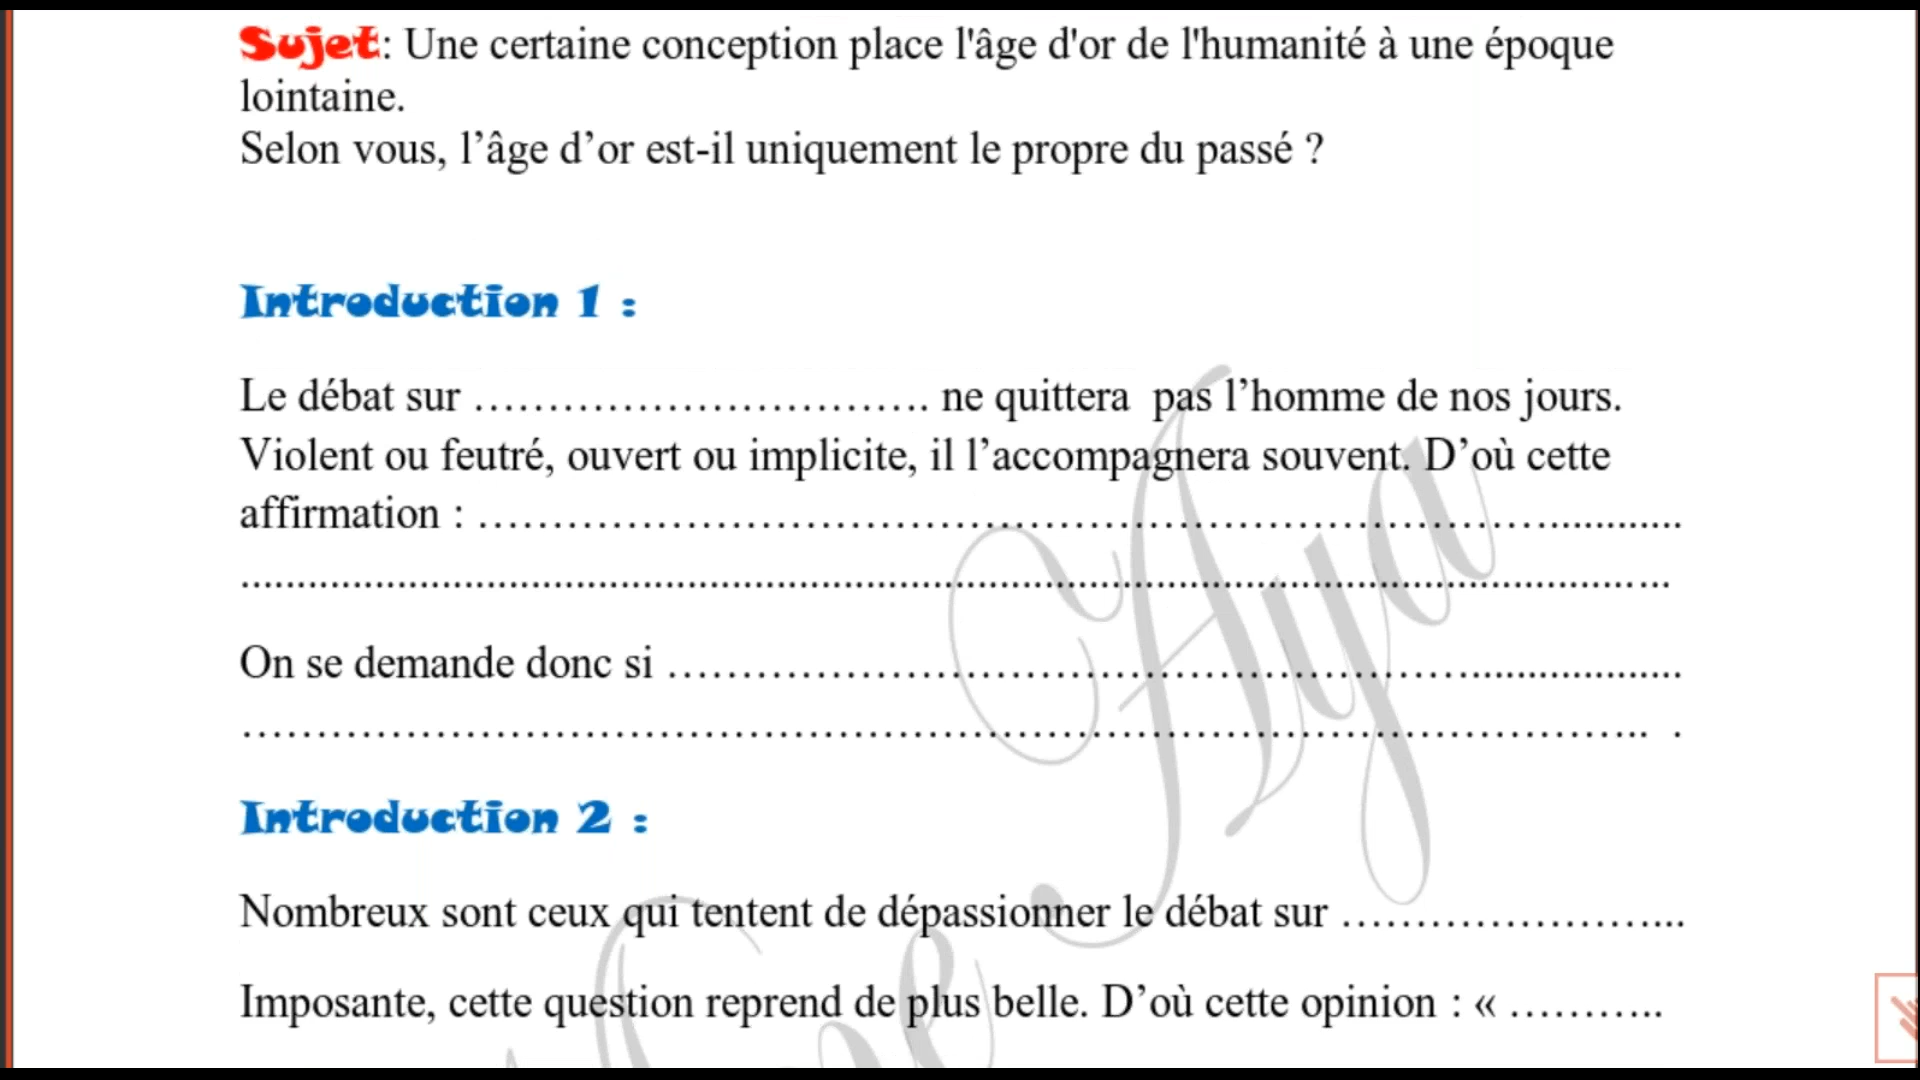 Sujet: Une certaine conception place l'âge d'or de l'humanité à une époque
lointaine.
Selon vous, l’âge d’or est-il uniquement le propre du passé ?
Introduction 1 :
Le débat sur …………………………. ne quittera pas l’homme de nos jours.
Violent ou feutré, ouvert ou implicite, il l’accompagnera souvent. D’où cette
affirmation : ………………………………………………………………............
........................................................................................................................
On se demande donc si ………………………………………………...................
………………………………………………………………………………….. .
Introduction 2 :
Nombreux sont ceux qui tentent de dépassionner le débat sur …………………...
Imposante, cette question reprend de plus belle. D’où cette opinion : « ………..
Aya